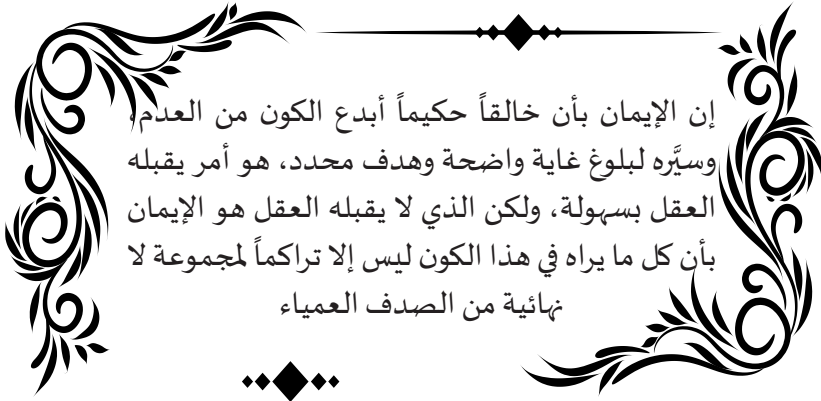 إن الإيمان بأن خالقاً حكيماً أبدع الكون من العدم،
وسيَّره لبلوغ غاية واضحة وهدف محدد، هو أمر يقبله
العقل بسهولة، ولكن الذي لا يقبله العقل هو الإيمان
بأن كل ما يراه في هذا الكون ليس إلا تراكماً لمجموعة لا
نهائية من الصدف العمياء